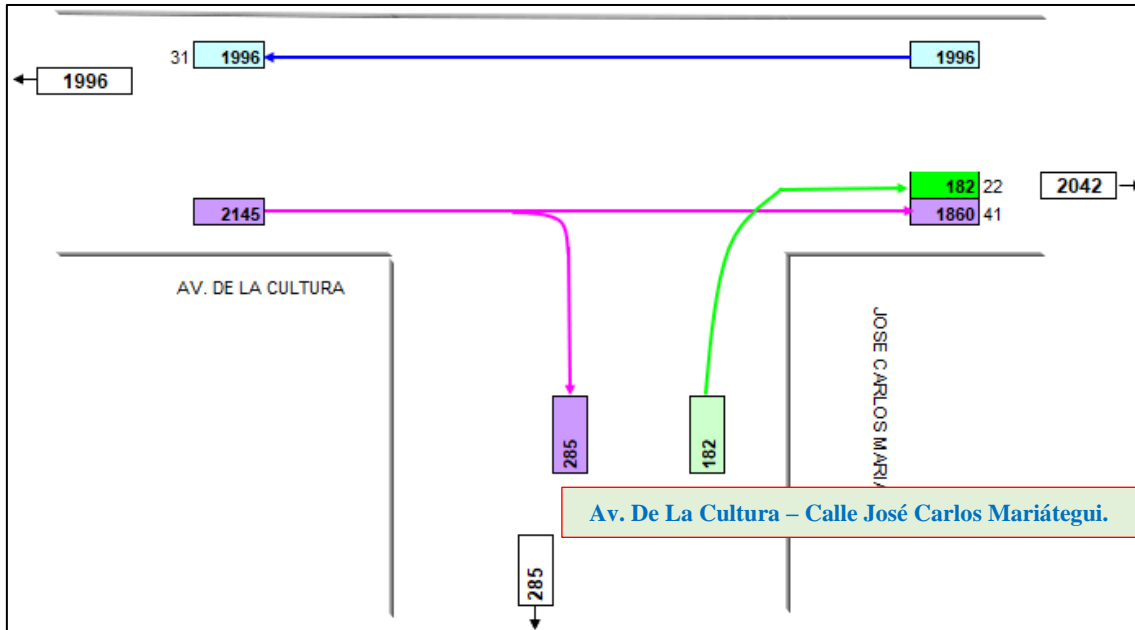 31 1996 1996
1996
182 22 2042
2145 1860 41
AV. DE LA CULTURA
JOSE CARLOS MARIA
285 182
Av. De La Cultura – Calle José Carlos Mariátegui.
285